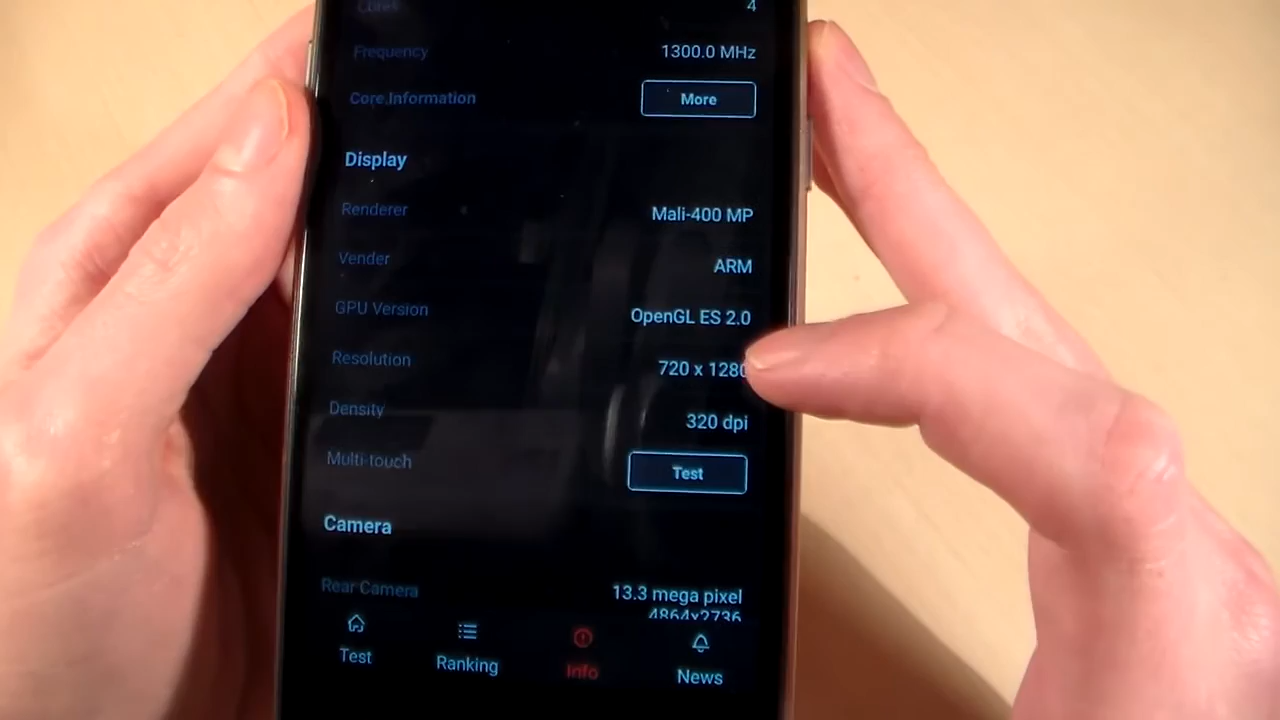 Cores 4
Frequency 1300.0 MHz
Core Information More
Display
Renderer Mali-400 MP
Vender ARM
GPU Version OpenGL ES 2.0
Resolution 720 x 1280
Density 320 dpi
Multi-touch Test
Camera
Rear Camera 13.3 mega pixel
4864x2736
Test Ranking Info News